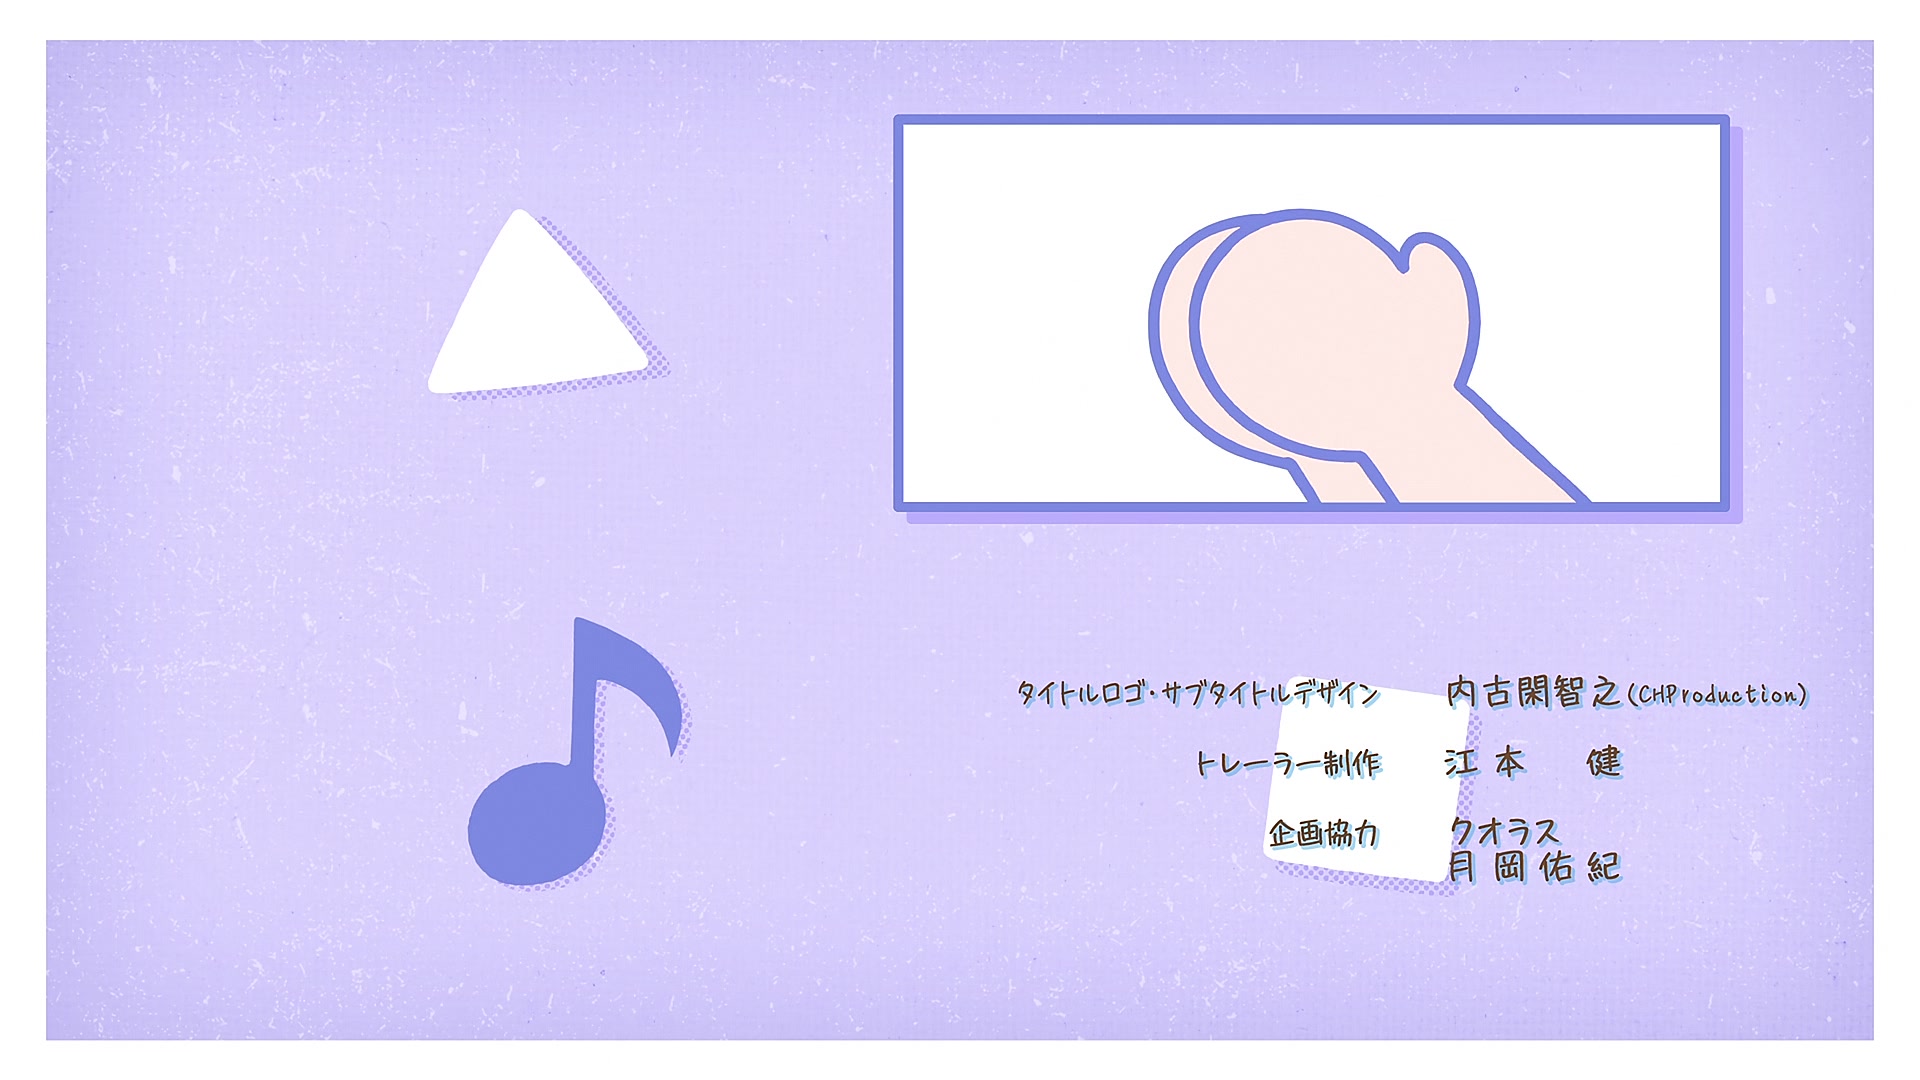 タイトルロゴ・サブタイトルデザイン 内古閑智之(CHProduction)
トレーラー制作 江本 健
企画協力 クオラス
月岡佑紀